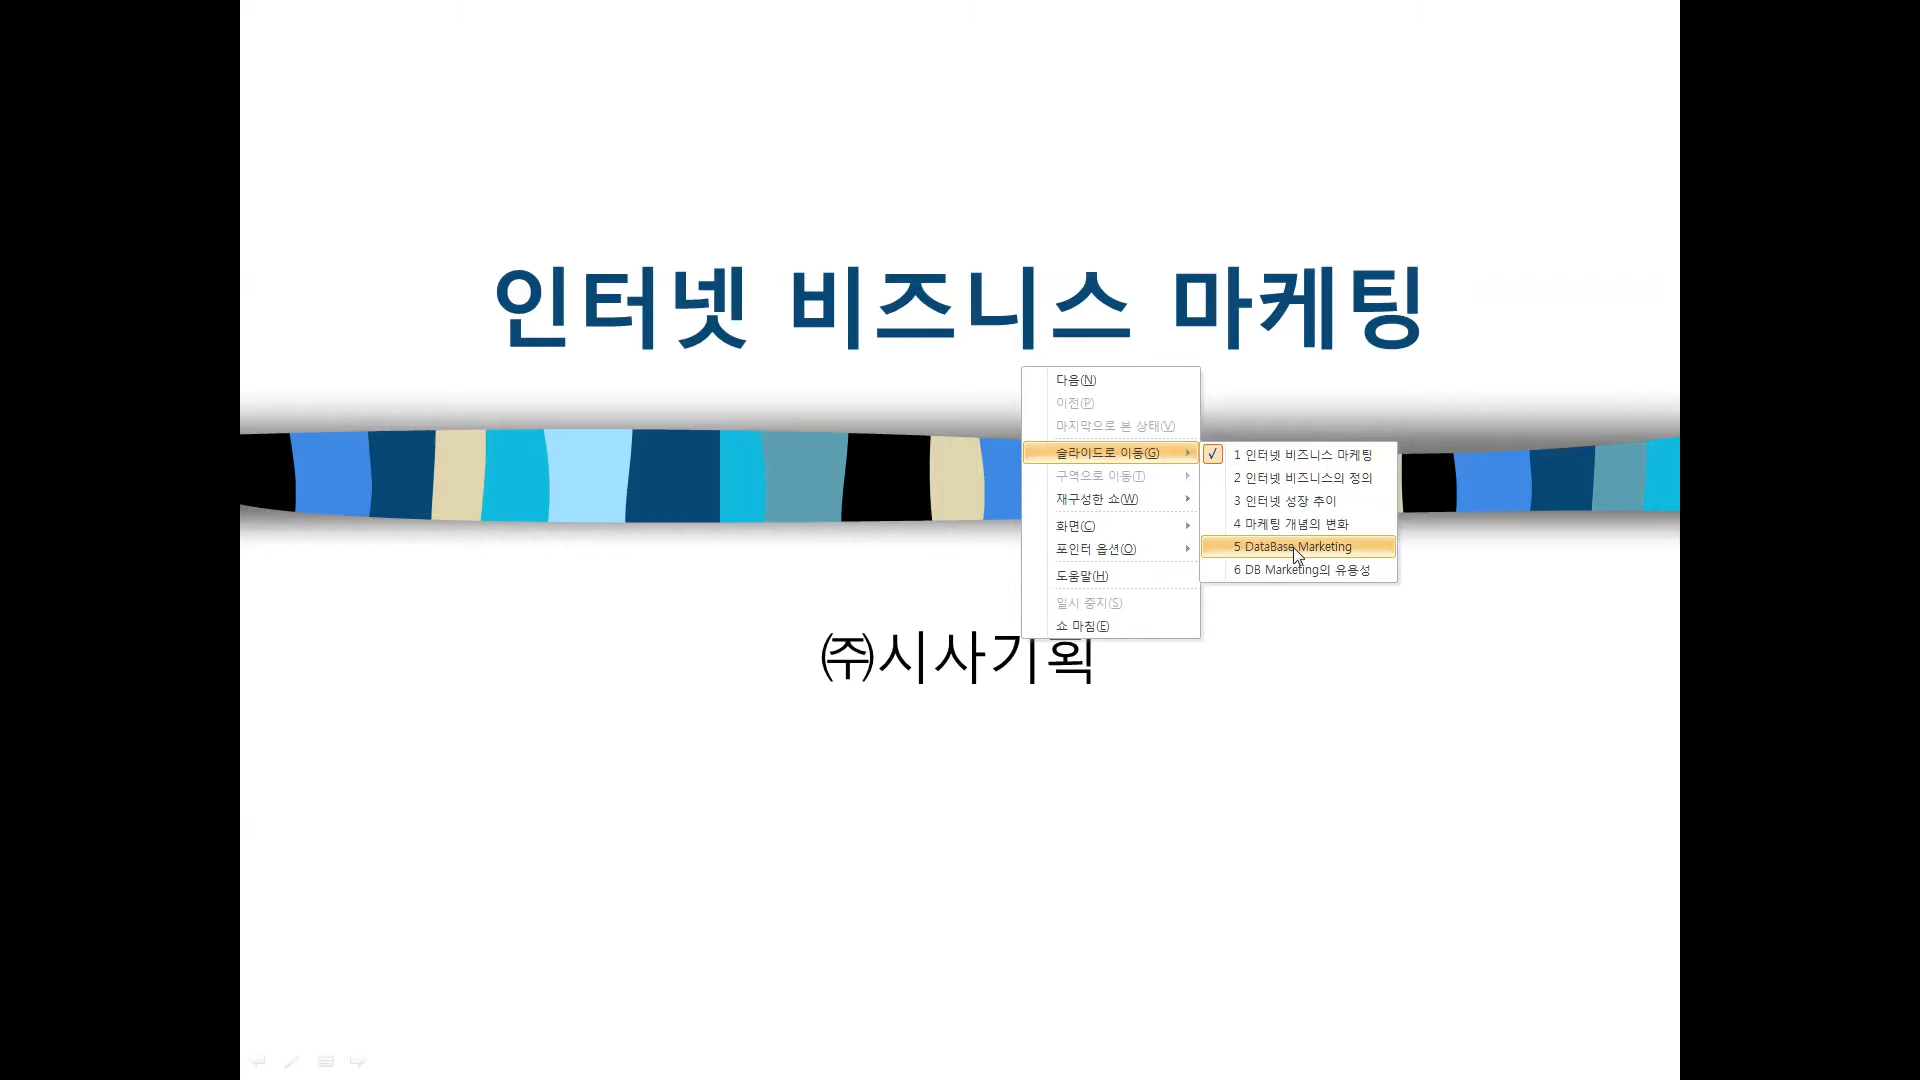 인터넷 비즈니스 마케팅
다음(N)
이전(P)
마지막으로 본 상태(V)
슬라이드로 이동(G)
구역으로 이동(T)
재구성한 쇼(W)
화면(C)
포인터 옵션(O)
도움말(H)
일시 중지(S)
쇼 마침(E)
1 인터넷 비즈니스 마케팅
2 인터넷 비즈니스의 정의
3 인터넷 성장 추이
4 마케팅 개념의 변화
5 DataBase Marketing
6 DB Marketing의 유용성
㈜시사기획